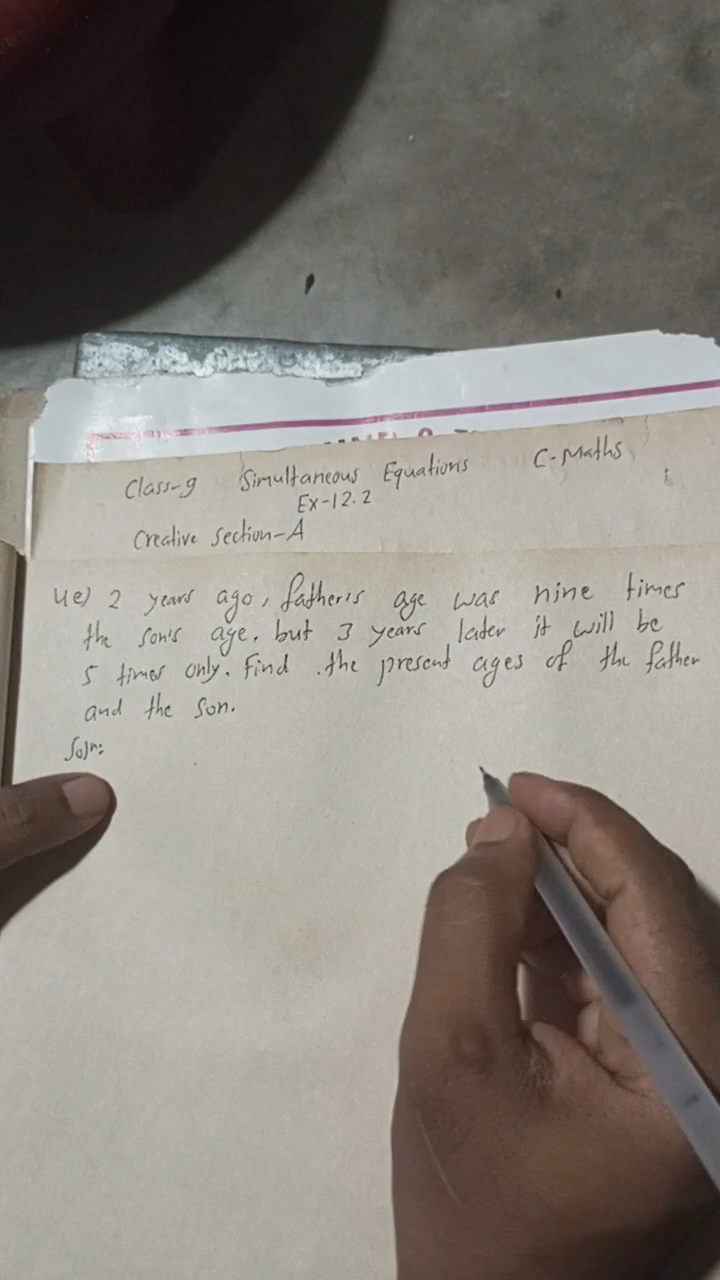 Class-9 Simultaneous Equations C-Maths
Ex-12.2
Creative section-A
4e) 2 years ago, father's age was nine times
the son's age. but 3 years later it will be
5 times only. Find the present ages of the father
and the son.
Soln: